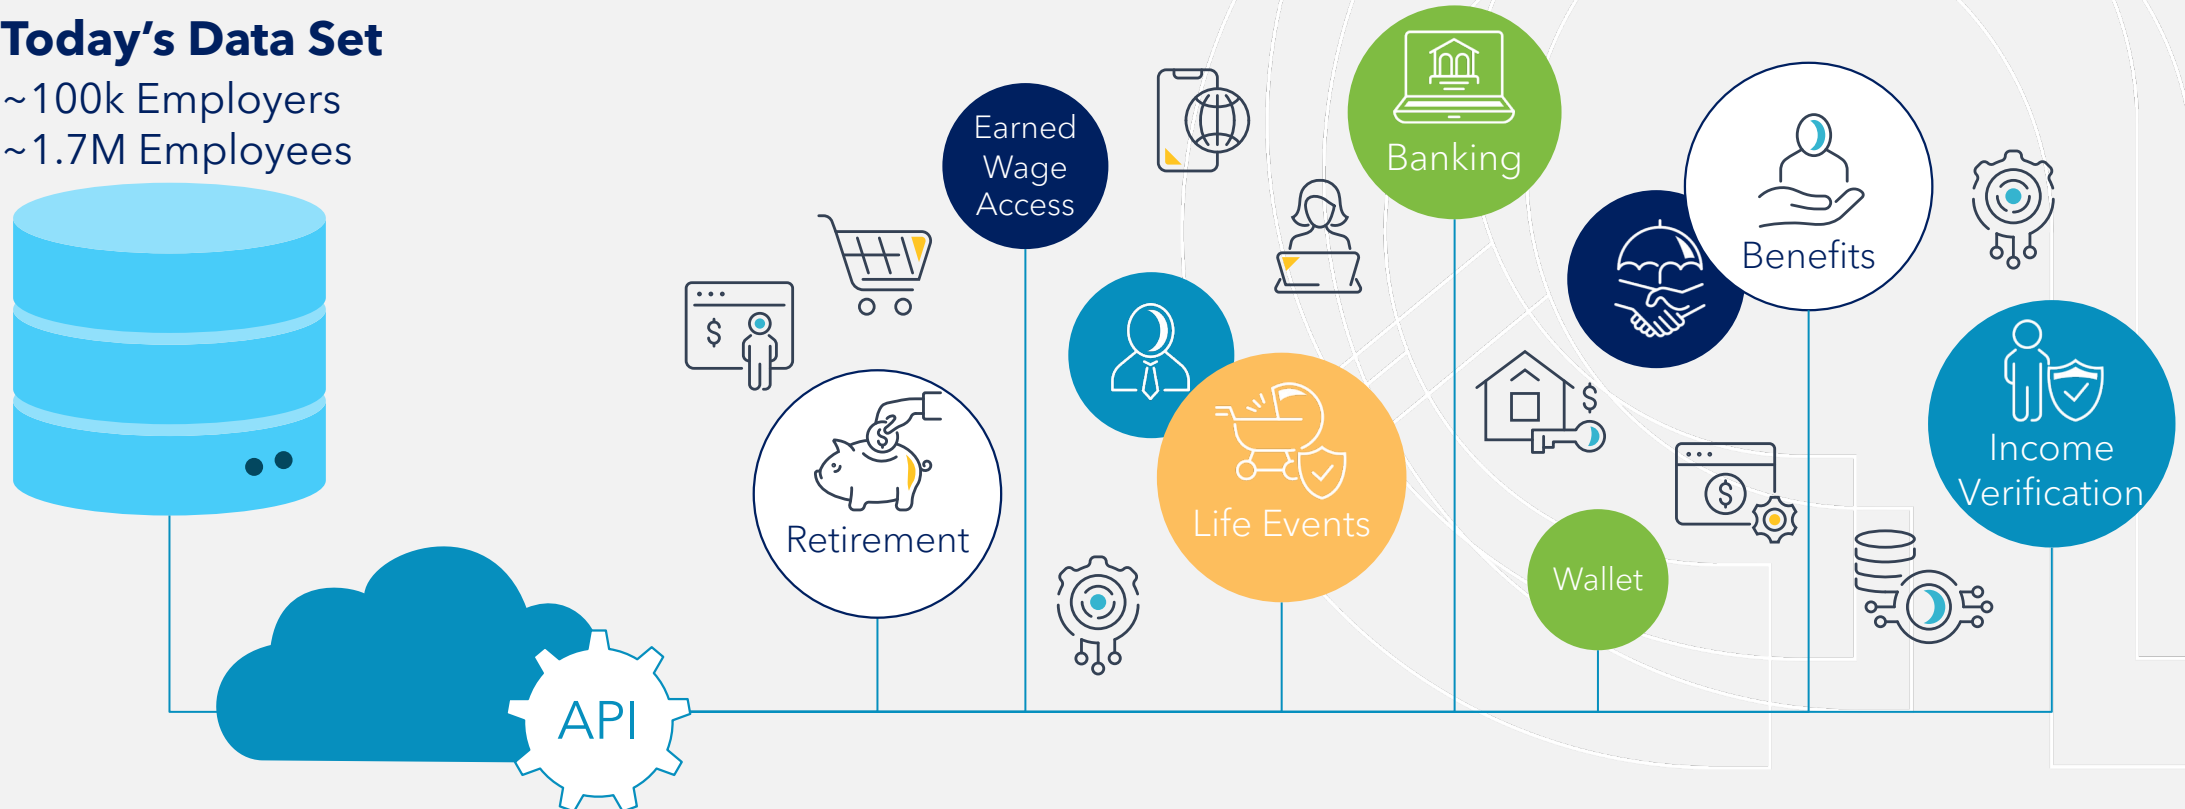 Today's Data Set
~100k Employers
~1.7M Employees
Earned
Wage
Access
Banking
Benefits
Retirement
Life Events
Wallet
Income
Verification
API
$
$
$
$
$